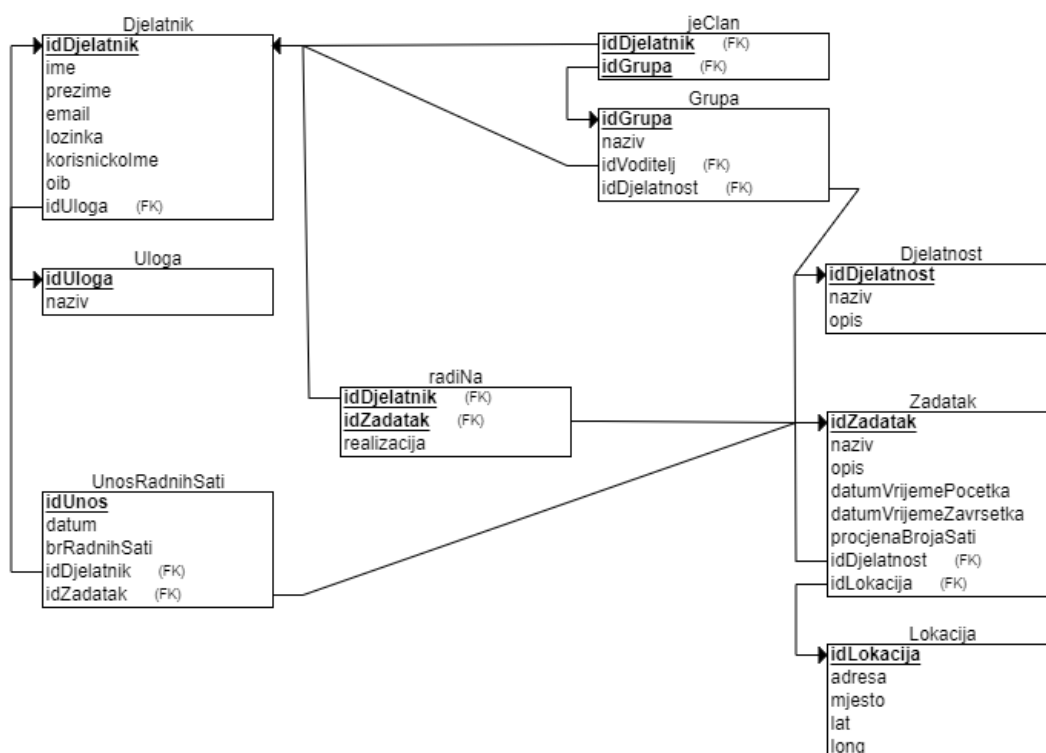 Djelatnik
idDjelatnik
ime
prezime
email
lozinka
korisnickoIme
oib
idUloga (FK)
Uloga
idUloga
naziv
UnosRadnihSati
idUnos
datum
brRadnihSati
idDjelatnik (FK)
idZadatak (FK)
radiNa
idDjelatnik (FK)
idZadatak (FK)
realizacija
jeClan
idDjelatnik (FK)
idGrupa (FK)
Grupa
idGrupa
naziv
idVoditelj (FK)
idDjelatnost (FK)
Djelatnost
idDjelatnost
naziv
opis
Zadatak
idZadatak
naziv
opis
datumVrijemePocetka
datumVrijemeZavrsetka
procjenaBrojaSati
idDjelatnost (FK)
idLokacija (FK)
Lokacija
idLokacija
adresa
mjesto
lat
long